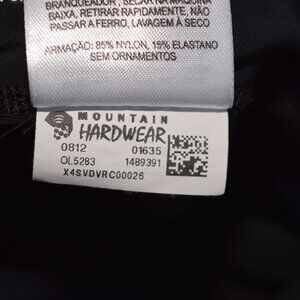 BRANQUEADOR, SECAR NA MÁQUINA
BAIXA, RETIRAR RAPIDAMENTE, NÃO
PASSAR A FERRO, LAVAGEM À SECO
ARMAÇÃO: 85% NYLON, 15% ELASTANO
SEM ORNAMENTOS
MOUNTAIN
HARDWEAR
0812 01635
OL5283 1489391
X4SVDVRC00026